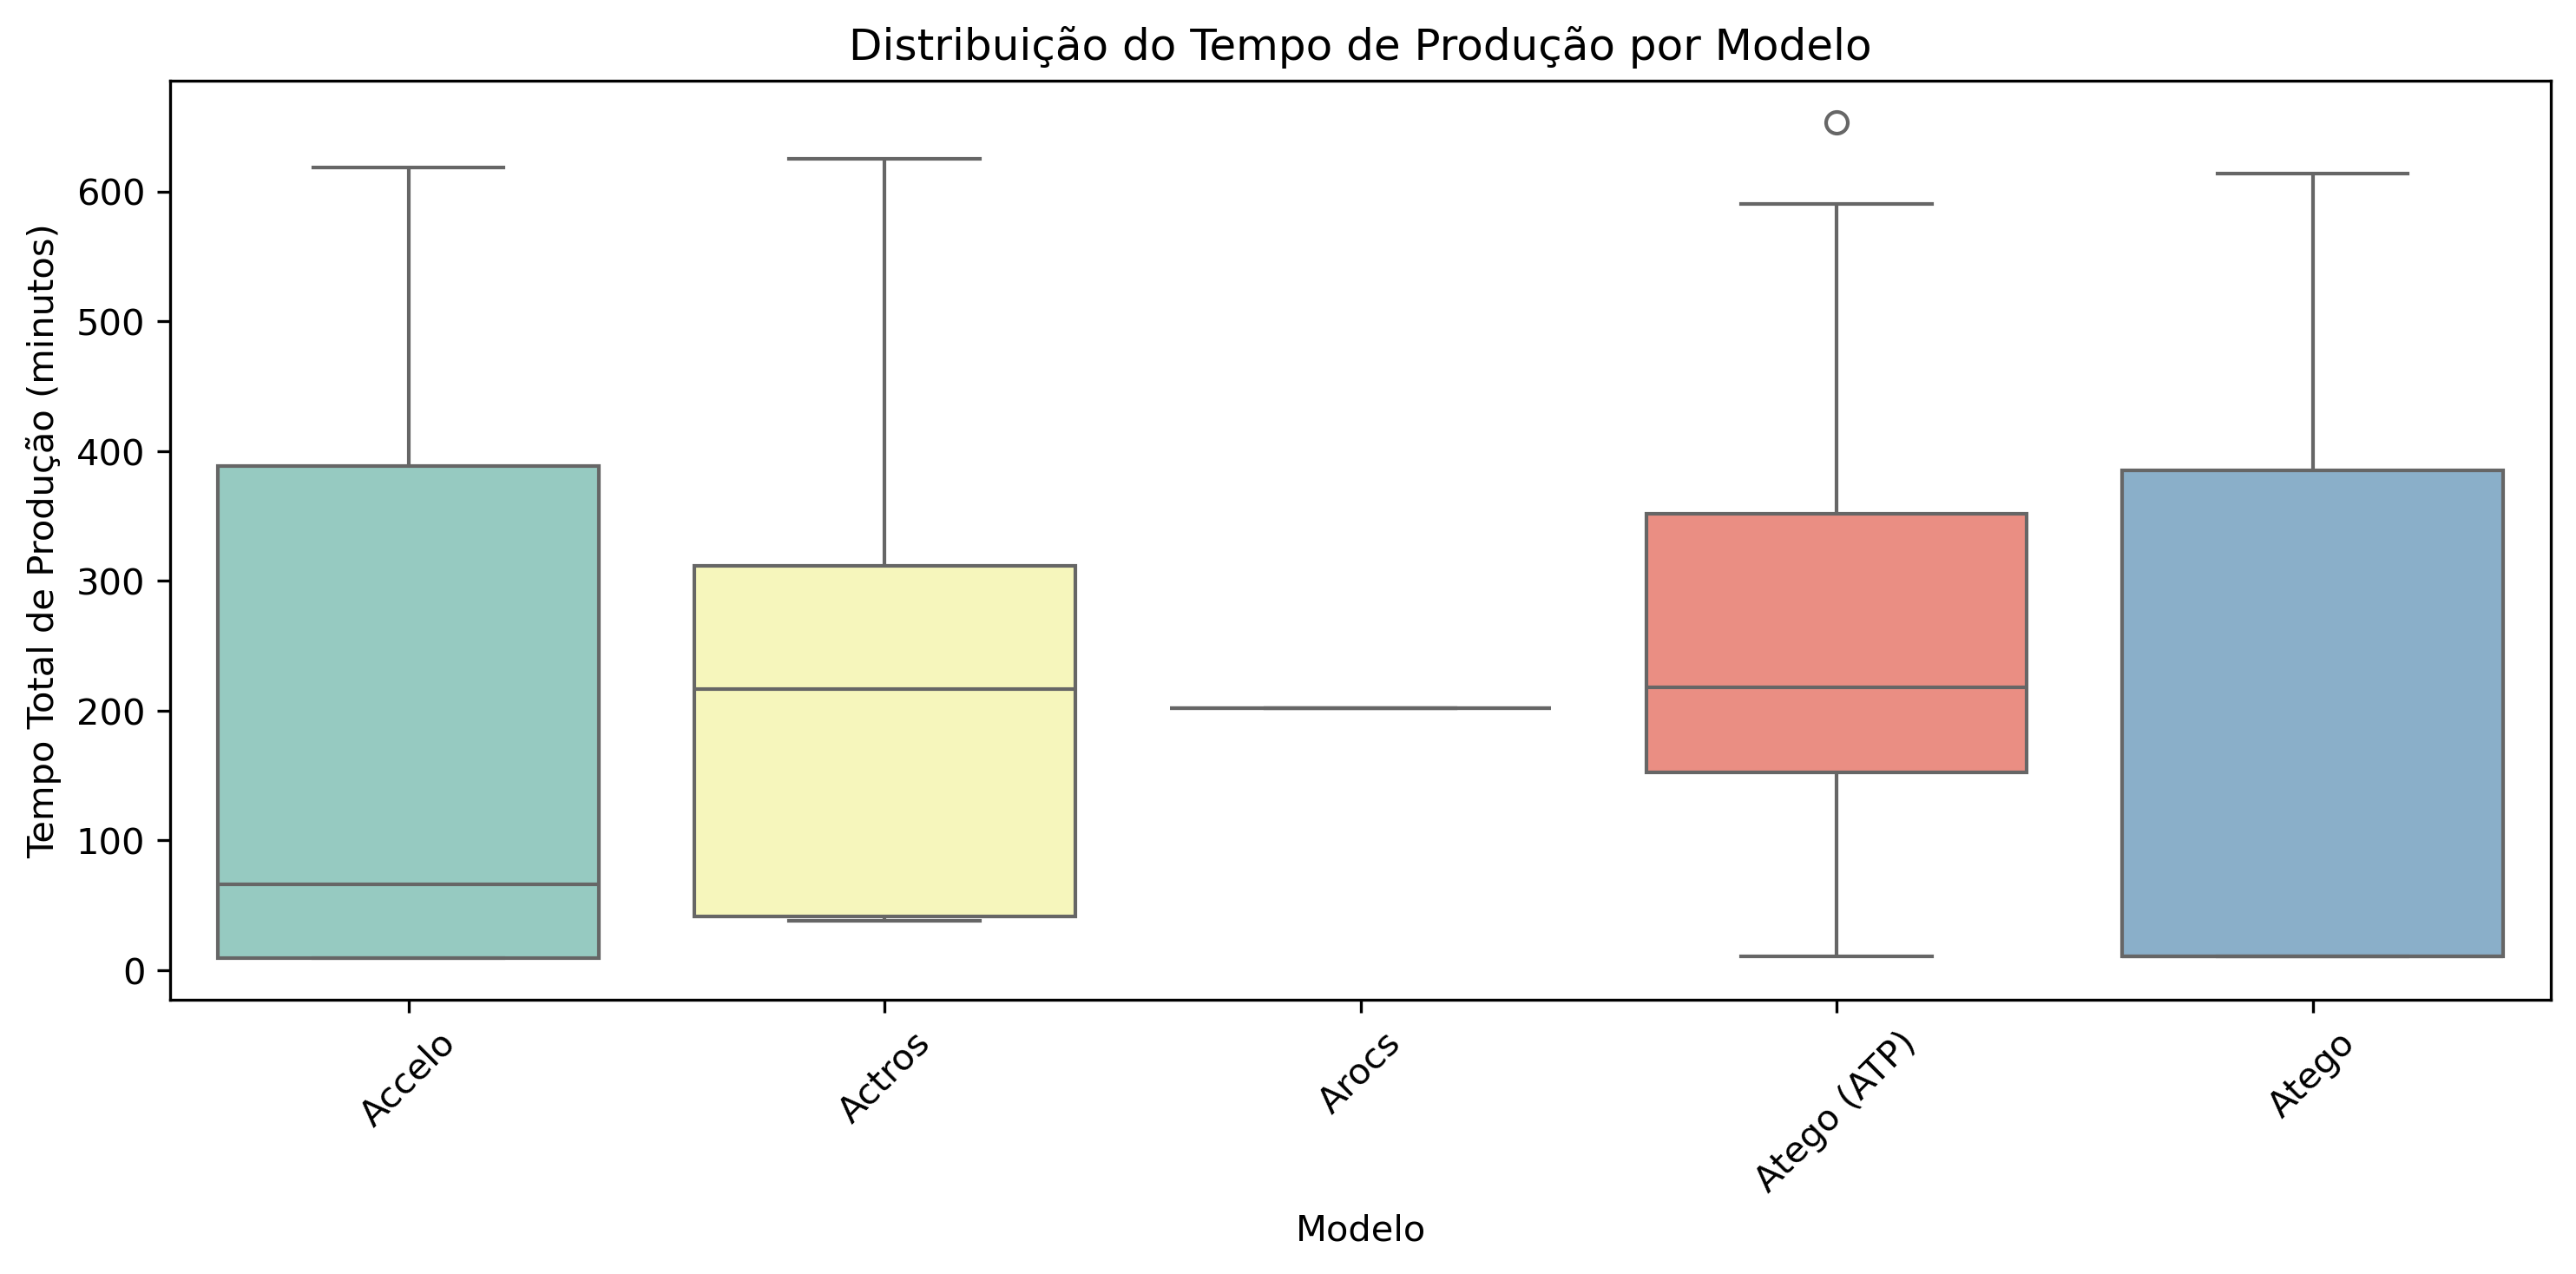 Distribuição do Tempo de Produção por Modelo
Tempo Total de Produção (minutos)
600
500
400
300
200
100
0
Accelo
Actros
Arocs
Atego (ATP)
Atego
Modelo